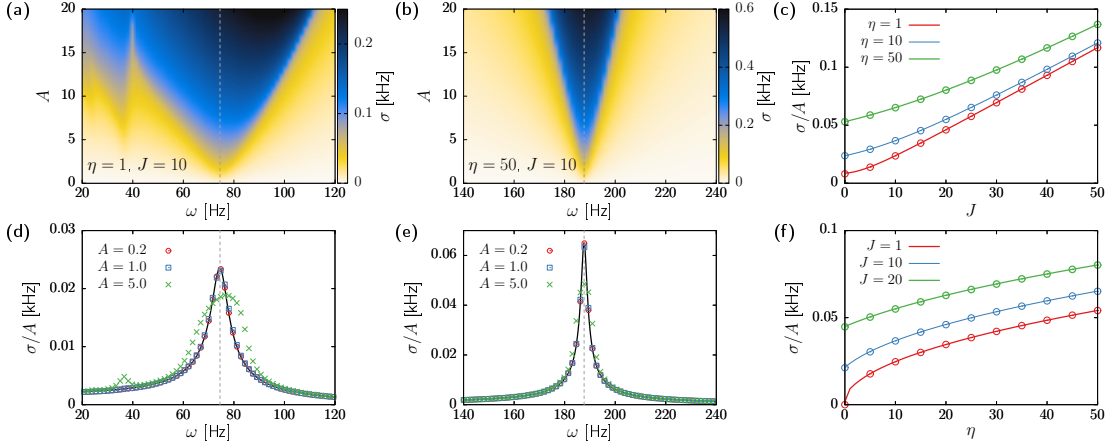 (a)
20
15
10
5
0
A
η = 1, J = 10
20 40 60 80 100 120
ω [Hz]
0.2
0.1
0
σ [kHz]
(b)
20
15
10
5
0
A
η = 50, J = 10
140 160 180 200 220 240
ω [Hz]
0.6
0.4
0.2
0
σ [kHz]
(c)
0.15
0.1
0.05
0
σ/A [kHz]
η = 1
η = 10
η = 50
0 10 20 30 40 50
J
(d)
0.03
0.02
0.01
0
σ/A [kHz]
A = 0.2
A = 1.0
A = 5.0
20 40 60 80 100 120
ω [Hz]
(e)
0.06
0.04
0.02
0
σ/A [kHz]
A = 0.2
A = 1.0
A = 5.0
140 160 180 200 220 240
ω [Hz]
(f)
0.1
0.05
0
σ/A [kHz]
J = 1
J = 10
J = 20
0 10 20 30 40 50
η